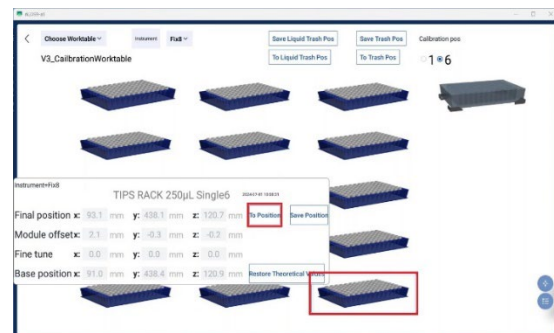 Choose Worktable
Instrument
Fix8
Save Liquid Trash Pos
Save Trash Pos
Calibration pos
V3_CailbrationWorktable
To Liquid Trash Pos
To Trash Pos
1 6
Instrument=Fix8
TIPS RACK 250μL Single6
Final position x: 93.1 mm y: 438.1 mm z: 120.7 mm To Position Save Position
Module offset x: 2.1 mm y: -0.3 mm z: -0.2 mm
Fine tune x: 0.0 mm y: 0.0 mm z: 0.0 mm
Base position x: 91.0 mm y: 438.4 mm z: 120.9 mm Restore Theoretical Values